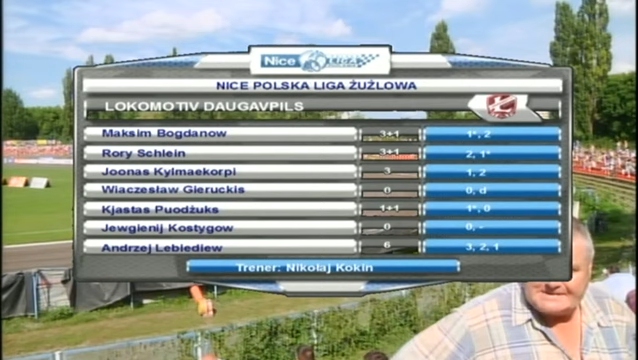 Nice
NICE POLSKA LIGA ŻUŻLOWA
LOKOMOTIV DAUGAVPILS
Maksim Bogdanow 3+1 1*, 2
Rory Schlein 3+1 2, 1*
Joonas Kylmaekorpi 3 1, 2
Wiaczesław Gieruckis 0 0, d
Kjastas Puodżuks 1+1 1*, 0
Jewgienij Kostygow 0 0, -
Andrzej Lebiediew 6 3, 2, 1
Trener: Nikołaj Kokin